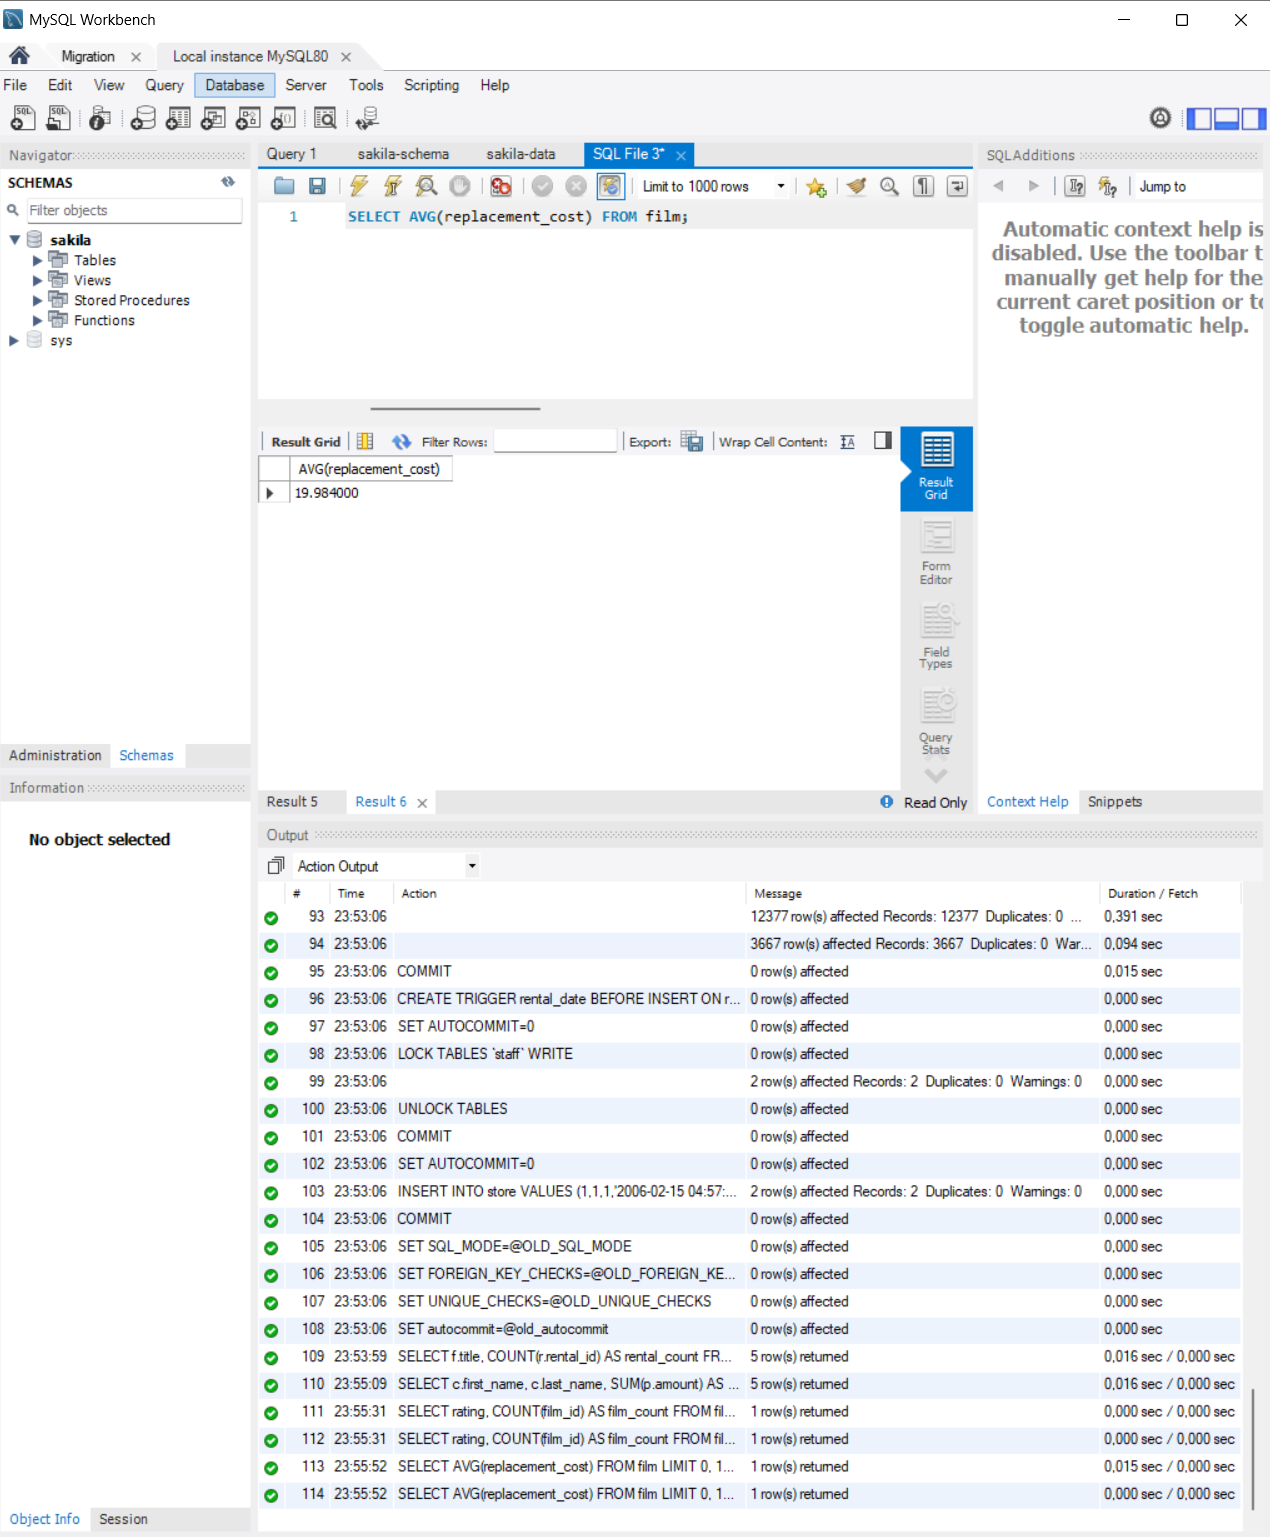 MySQL Workbench
Migration
Local instance MySQL80
File Edit View Query Database Server Tools Scripting Help
Navigator
SCHEMAS
Filter objects
sakila
Tables
Views
Stored Procedures
Functions
sys
Administration Schemas
Information
No object selected
Object Info Session
Query 1 sakila-schema sakila-data SQL File 3*
Limit to 1000 rows
1 SELECT AVG(replacement_cost) FROM film;
Result Grid Filter Rows: Export: Wrap Cell Content:
AVG(replacement_cost)
19.984000
Result
Grid
Form
Editor
Field
Types
Query
Stats
Result 5 Result 6 Read Only
SQLAdditions
Jump to
Automatic context help is
disabled. Use the toolbar t
manually get help for the
current caret position or to
toggle automatic help.
Context Help Snippets
Output
Action Output
# Time Action Message Duration / Fetch
93 23:53:06 12377 row(s) affected Records: 12377 Duplicates: 0 ... 0,391 sec
94 23:53:06 3667 row(s) affected Records: 3667 Duplicates: 0 War... 0,094 sec
95 23:53:06 COMMIT 0 row(s) affected 0,015 sec
96 23:53:06 CREATE TRIGGER rental_date BEFORE INSERT ON r... 0 row(s) affected 0,000 sec
97 23:53:06 SET AUTOCOMMIT=0 0 row(s) affected 0,000 sec
98 23:53:06 LOCK TABLES `staff` WRITE 0 row(s) affected 0,000 sec
99 23:53:06 2 row(s) affected Records: 2 Duplicates: 0 Warnings: 0 0,000 sec
100 23:53:06 UNLOCK TABLES 0 row(s) affected 0,000 sec
101 23:53:06 COMMIT 0 row(s) affected 0,000 sec
102 23:53:06 SET AUTOCOMMIT=0 0 row(s) affected 0,000 sec
103 23:53:06 INSERT INTO store VALUES (1,1,1,'2006-02-15 04:57:... 2 row(s) affected Records: 2 Duplicates: 0 Warnings: 0 0,000 sec
104 23:53:06 COMMIT 0 row(s) affected 0,000 sec
105 23:53:06 SET SQL_MODE=@OLD_SQL_MODE 0 row(s) affected 0,000 sec
106 23:53:06 SET FOREIGN_KEY_CHECKS=@OLD_FOREIGN_KE... 0 row(s) affected 0,000 sec
107 23:53:06 SET UNIQUE_CHECKS=@OLD_UNIQUE_CHECKS 0 row(s) affected 0,000 sec
108 23:53:06 SET autocommit=@old_autocommit 0 row(s) affected 0,000 sec
109 23:53:59 SELECT f.title, COUNT(r.rental_id) AS rental_count FR... 5 row(s) returned 0,016 sec / 0,000 sec
110 23:55:09 SELECT c.first_name, c.last_name, SUM(p.amount) AS ... 5 row(s) returned 0,016 sec / 0,000 sec
111 23:55:31 SELECT rating, COUNT(film_id) AS film_count FROM fil... 1 row(s) returned 0,000 sec / 0,000 sec
112 23:55:31 SELECT rating, COUNT(film_id) AS film_count FROM fil... 1 row(s) returned 0,000 sec / 0,000 sec
113 23:55:52 SELECT AVG(replacement_cost) FROM film LIMIT 0, 1... 1 row(s) returned 0,015 sec / 0,000 sec
114 23:55:52 SELECT AVG(replacement_cost) FROM film LIMIT 0, 1... 1 row(s) returned 0,000 sec / 0,000 sec